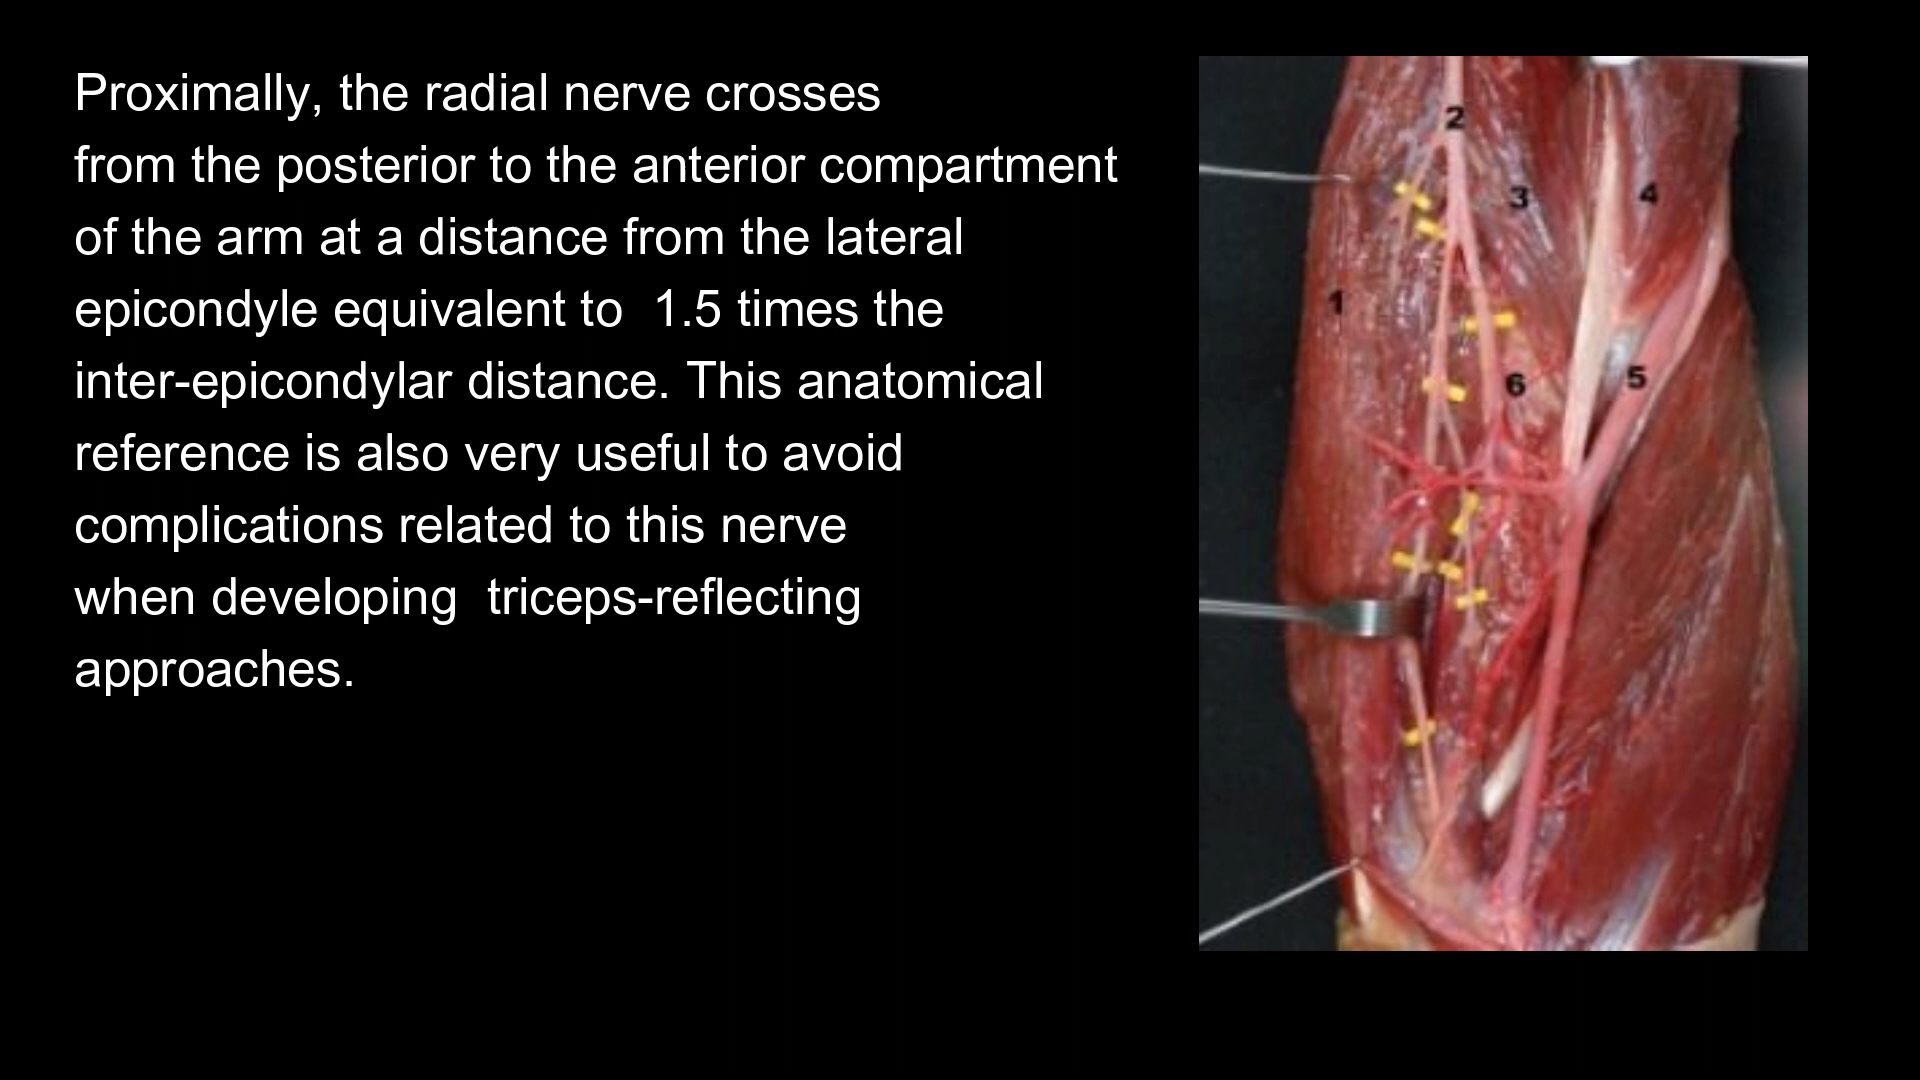 Proximally, the radial nerve crosses
from the posterior to the anterior compartment
of the arm at a distance from the lateral
epicondyle equivalent to  1.5 times the
inter-epicondylar distance. This anatomical
reference is also very useful to avoid
complications related to this nerve
when developing  triceps-reflecting
approaches.
2
3
4
1
6
5